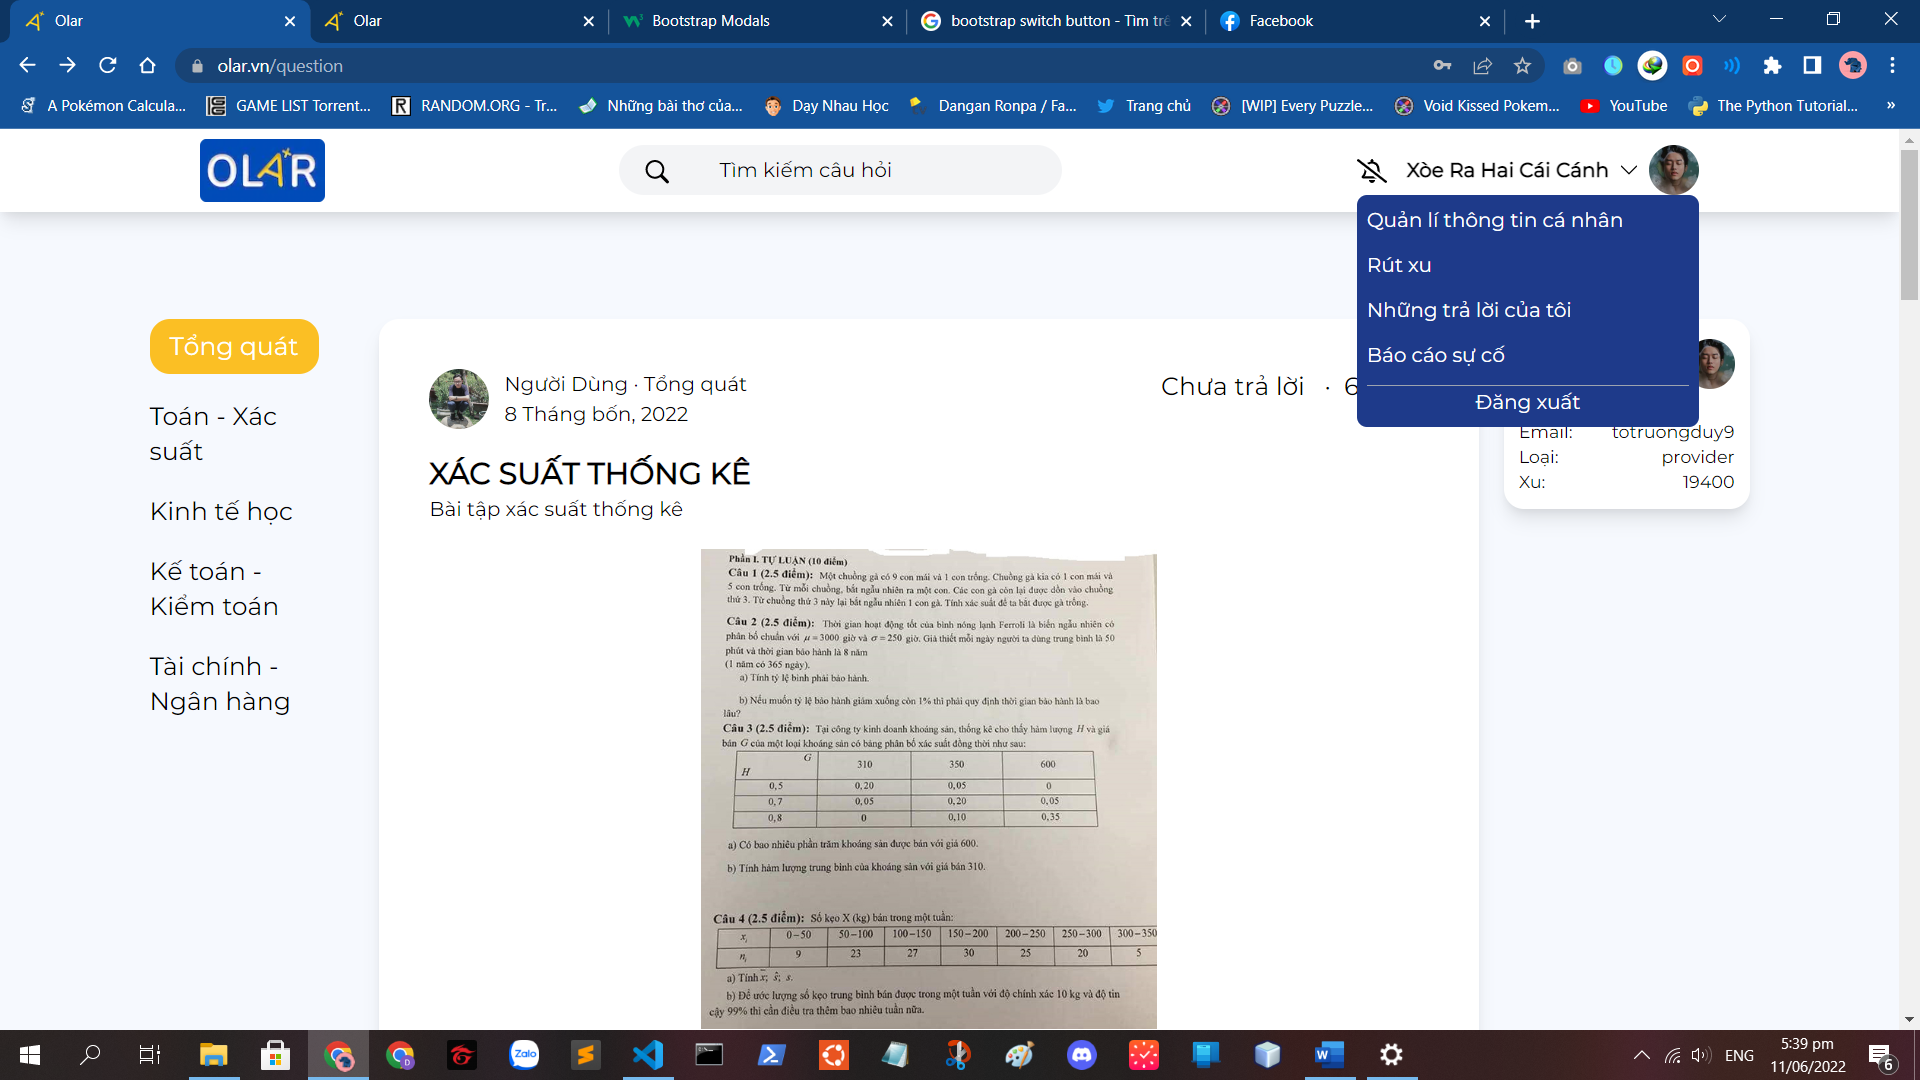 Olar
Olar
Bootstrap Modals
bootstrap switch button - Tìm trê
Facebook
olar.vn/question
A Pokémon Calcula...
GAME LIST Torrent...
RANDOM.ORG - Tr...
Những bài thơ của...
Dạy Nhau Học
Dangan Ronpa / Fa...
Trang chủ
[WIP] Every Puzzle...
Void Kissed Pokem...
YouTube
The Python Tutorial...
»
OLAR
Tìm kiếm câu hỏi
Xòe Ra Hai Cái Cánh
Quản lí thông tin cá nhân
Rút xu
Những trả lời của tôi
Báo cáo sự cố
Đăng xuất
Tổng quát
Toán - Xác
suất
Kinh tế học
Kế toán -
Kiểm toán
Tài chính -
Ngân hàng
Người Dùng · Tổng quát
8 Tháng bốn, 2022
Chưa trả lời · 6
Email: totruongduy9
Loại: provider
Xu: 19400
XÁC SUẤT THỐNG KÊ
Bài tập xác suất thống kê
Phần I. TỰ LUẬN (10 điểm)
Câu 1 (2.5 điểm): Một chuồng gà có 9 con mái và 1 con trống. Chuồng gà kia có 1 con mái và
5 con trống. Từ mỗi chuồng, bắt ngẫu nhiên ra một con. Các con gà còn lại được dồn vào chuồng
thứ 3. Từ chuồng thứ 3 này lại bắt ngẫu nhiên 1 con gà. Tính xác suất để ta bắt được gà trống.
Câu 2 (2.5 điểm): Thời gian hoạt động tốt của bình nóng lạnh Ferroli là biến ngẫu nhiên có
phân bố chuẩn với μ = 3000 giờ và σ = 250 giờ. Giả thiết mỗi ngày người ta dùng trung bình là 50
phút và thời gian bảo hành là 8 năm
(1 năm có 365 ngày).
a) Tính tỷ lệ bình phải bảo hành.
b) Nếu muốn tỷ lệ bảo hành giảm xuống còn 1% thì phải quy định thời gian bảo hành là bao
lâu?
Câu 3 (2.5 điểm): Tại công ty kinh doanh khoáng sản, thống kê cho thấy hàm lượng H và giá
bán G của một loại khoáng sản có bảng phân bố xác suất đồng thời như sau:
G
H 310 350 600
0,5 0,20 0,05 0
0,7 0,05 0,20 0,05
0,8 0 0,10 0,35
a) Có bao nhiêu phần trăm khoáng sản được bán với giá 600.
b) Tính hàm lượng trung bình của khoáng sản với giá bán 310.
Câu 4 (2.5 điểm): Số kẹo X (kg) bán trong một tuần:
xᵢ 0−50 50−100 100−150 150−200 200−250 250−300 300−350
nᵢ 9 23 27 30 25 20 5
a) Tính x̄; ŝ; s.
b) Để ước lượng số kẹo trung bình bán được trong một tuần với độ chính xác 10 kg và độ tin
cậy 99% thì cần điều tra thêm bao nhiêu tuần nữa.
Zalo
ENG
5:39 pm
11/06/2022
6